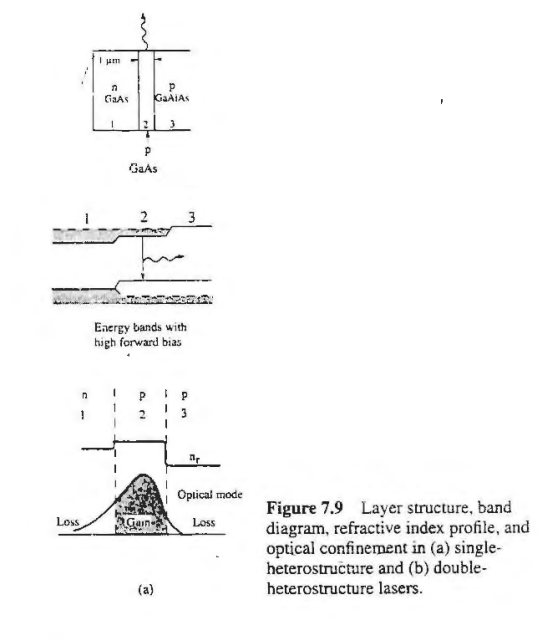 1 µm
n p
GaAs GaAlAs
1 2 3
p
GaAs
1 2 3
Energy bands with
high forward bias
n p p
1 2 3
nr
Optical mode
Loss Gain Loss
(a)
Figure 7.9 Layer structure, band
diagram, refractive index profile, and
optical confinement in (a) single-
heterostructure and (b) double-
heterostructure lasers.